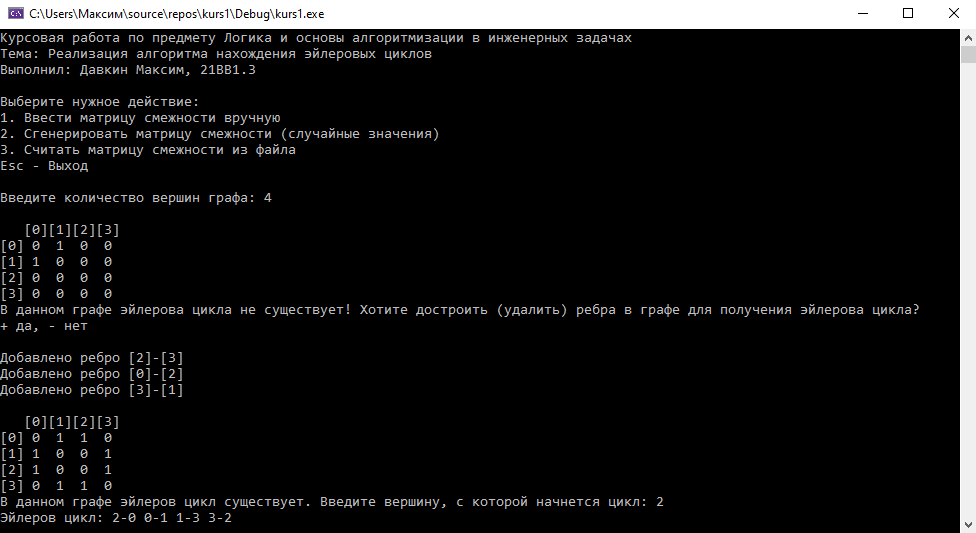 C:\Users\Максим\source\repos\kurs1\Debug\kurs1.exe
Курсовая работа по предмету Логика и основы алгоритмизации в инженерных задачах
Тема: Реализация алгоритма нахождения эйлеровых циклов
Выполнил: Давкин Максим, 21ВВ1.3
Выберите нужное действие:
1. Ввести матрицу смежности вручную
2. Сгенерировать матрицу смежности (случайные значения)
3. Считать матрицу смежности из файла
Esc - Выход
Введите количество вершин графа: 4
[0][1][2][3]
[0] 0 1 0 0
[1] 1 0 0 0
[2] 0 0 0 0
[3] 0 0 0 0
В данном графе эйлерова цикла не существует! Хотите достроить (удалить) ребра в графе для получения эйлерова цикла?
+ да, - нет
Добавлено ребро [2]-[3]
Добавлено ребро [0]-[2]
Добавлено ребро [3]-[1]
[0][1][2][3]
[0] 0 1 1 0
[1] 1 0 0 1
[2] 1 0 0 1
[3] 0 1 1 0
В данном графе эйлеров цикл существует. Введите вершину, с которой начнется цикл: 2
Эйлеров цикл: 2-0 0-1 1-3 3-2